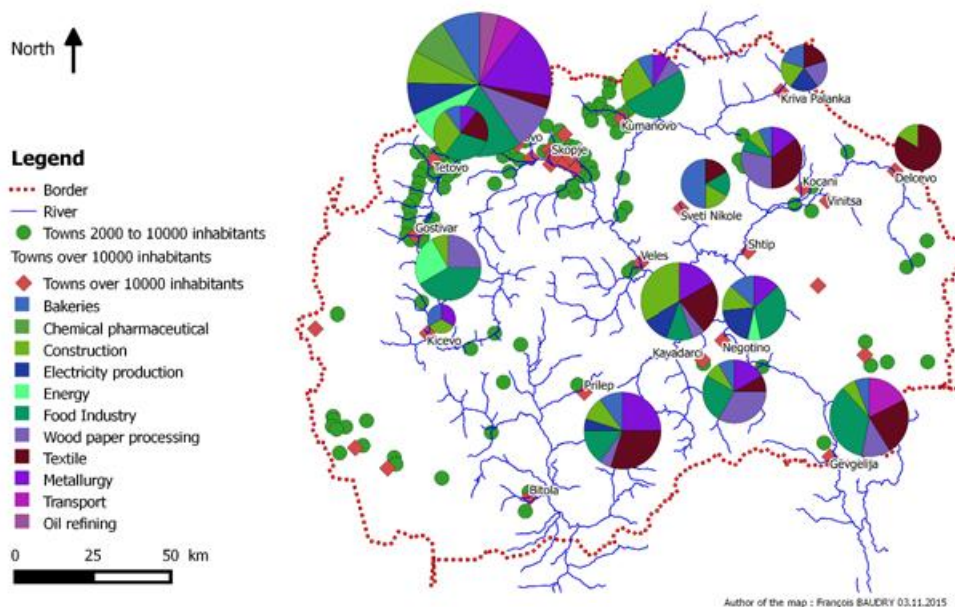 North
Legend
Border
River
Towns 2000 to 10000 inhabitants
Towns over 10000 inhabitants
Towns over 10000 inhabitants
Bakeries
Chemical pharmaceutical
Construction
Electricity production
Energy
Food Industry
Wood paper processing
Textile
Metallurgy
Transport
Oil refining
0 25 50 km
Kriva Palanka
Kumanovo
Skopje
Tetovo
Delcevo
Kocani
Vinitsa
Sveti Nikole
Gostivar
Shtip
Veles
Kicevo
Negotino
Kavadarci
Prilep
Gevgelija
Bitola
Author of the map : François BAUDRY 03.11.2015